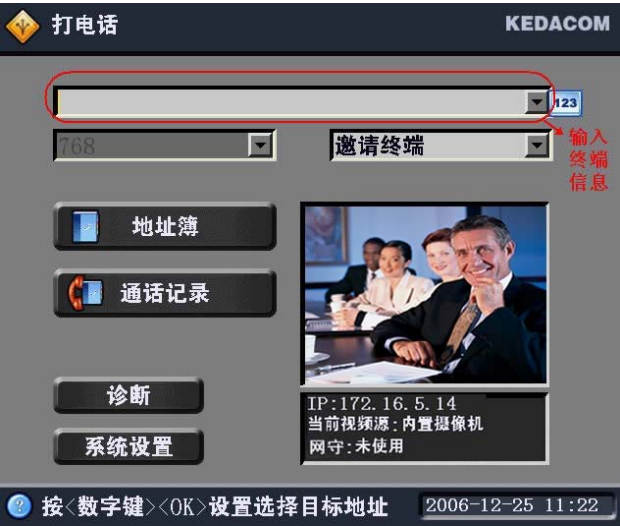 打电话
KEDACOM
123
输入
终端
信息
768
邀请终端
地址簿
通话记录
诊断
系统设置
IP:172.16.5.14
当前视频源:内置摄像机
网守:未使用
按<数字键><OK>设置选择目标地址
2006-12-25 11:22